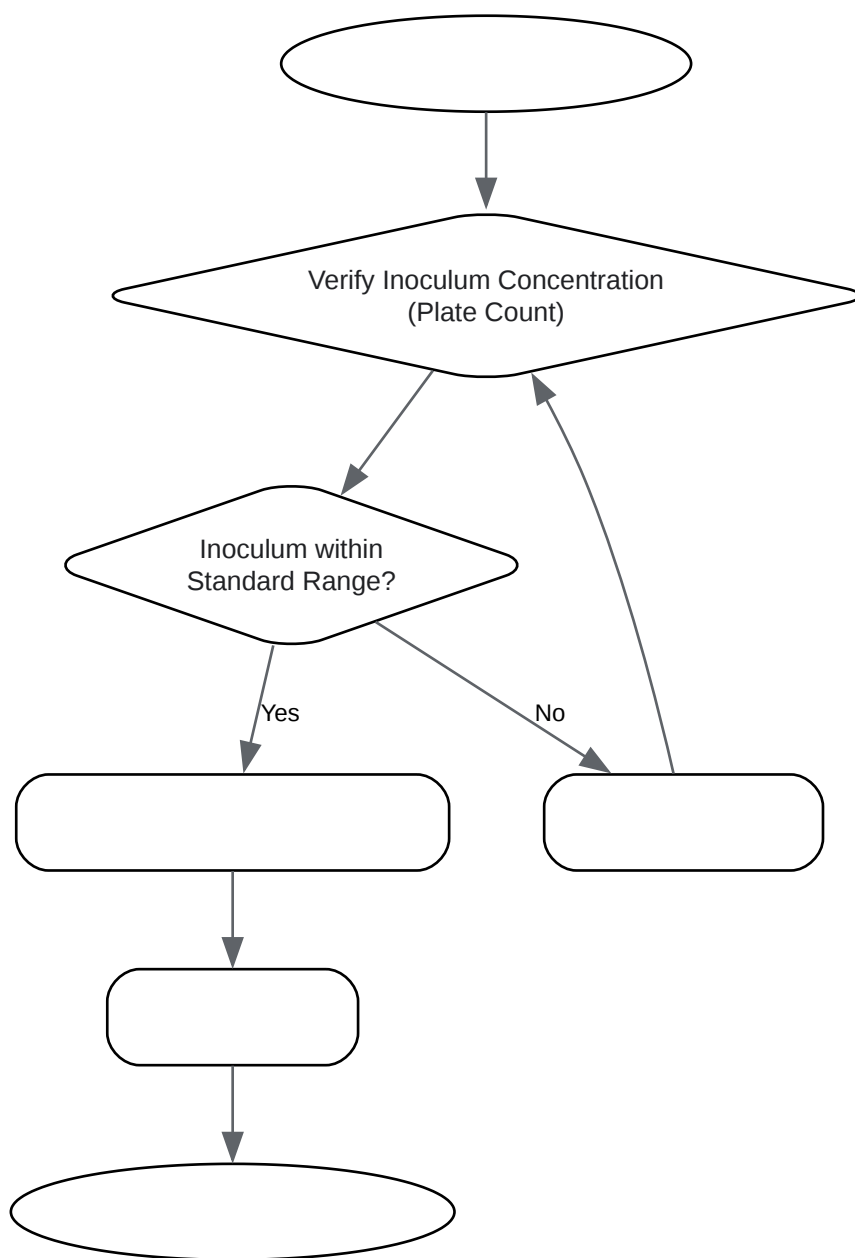 Verify Inoculum Concentration
(Plate Count)
Inoculum within
Standard Range?
Yes
No